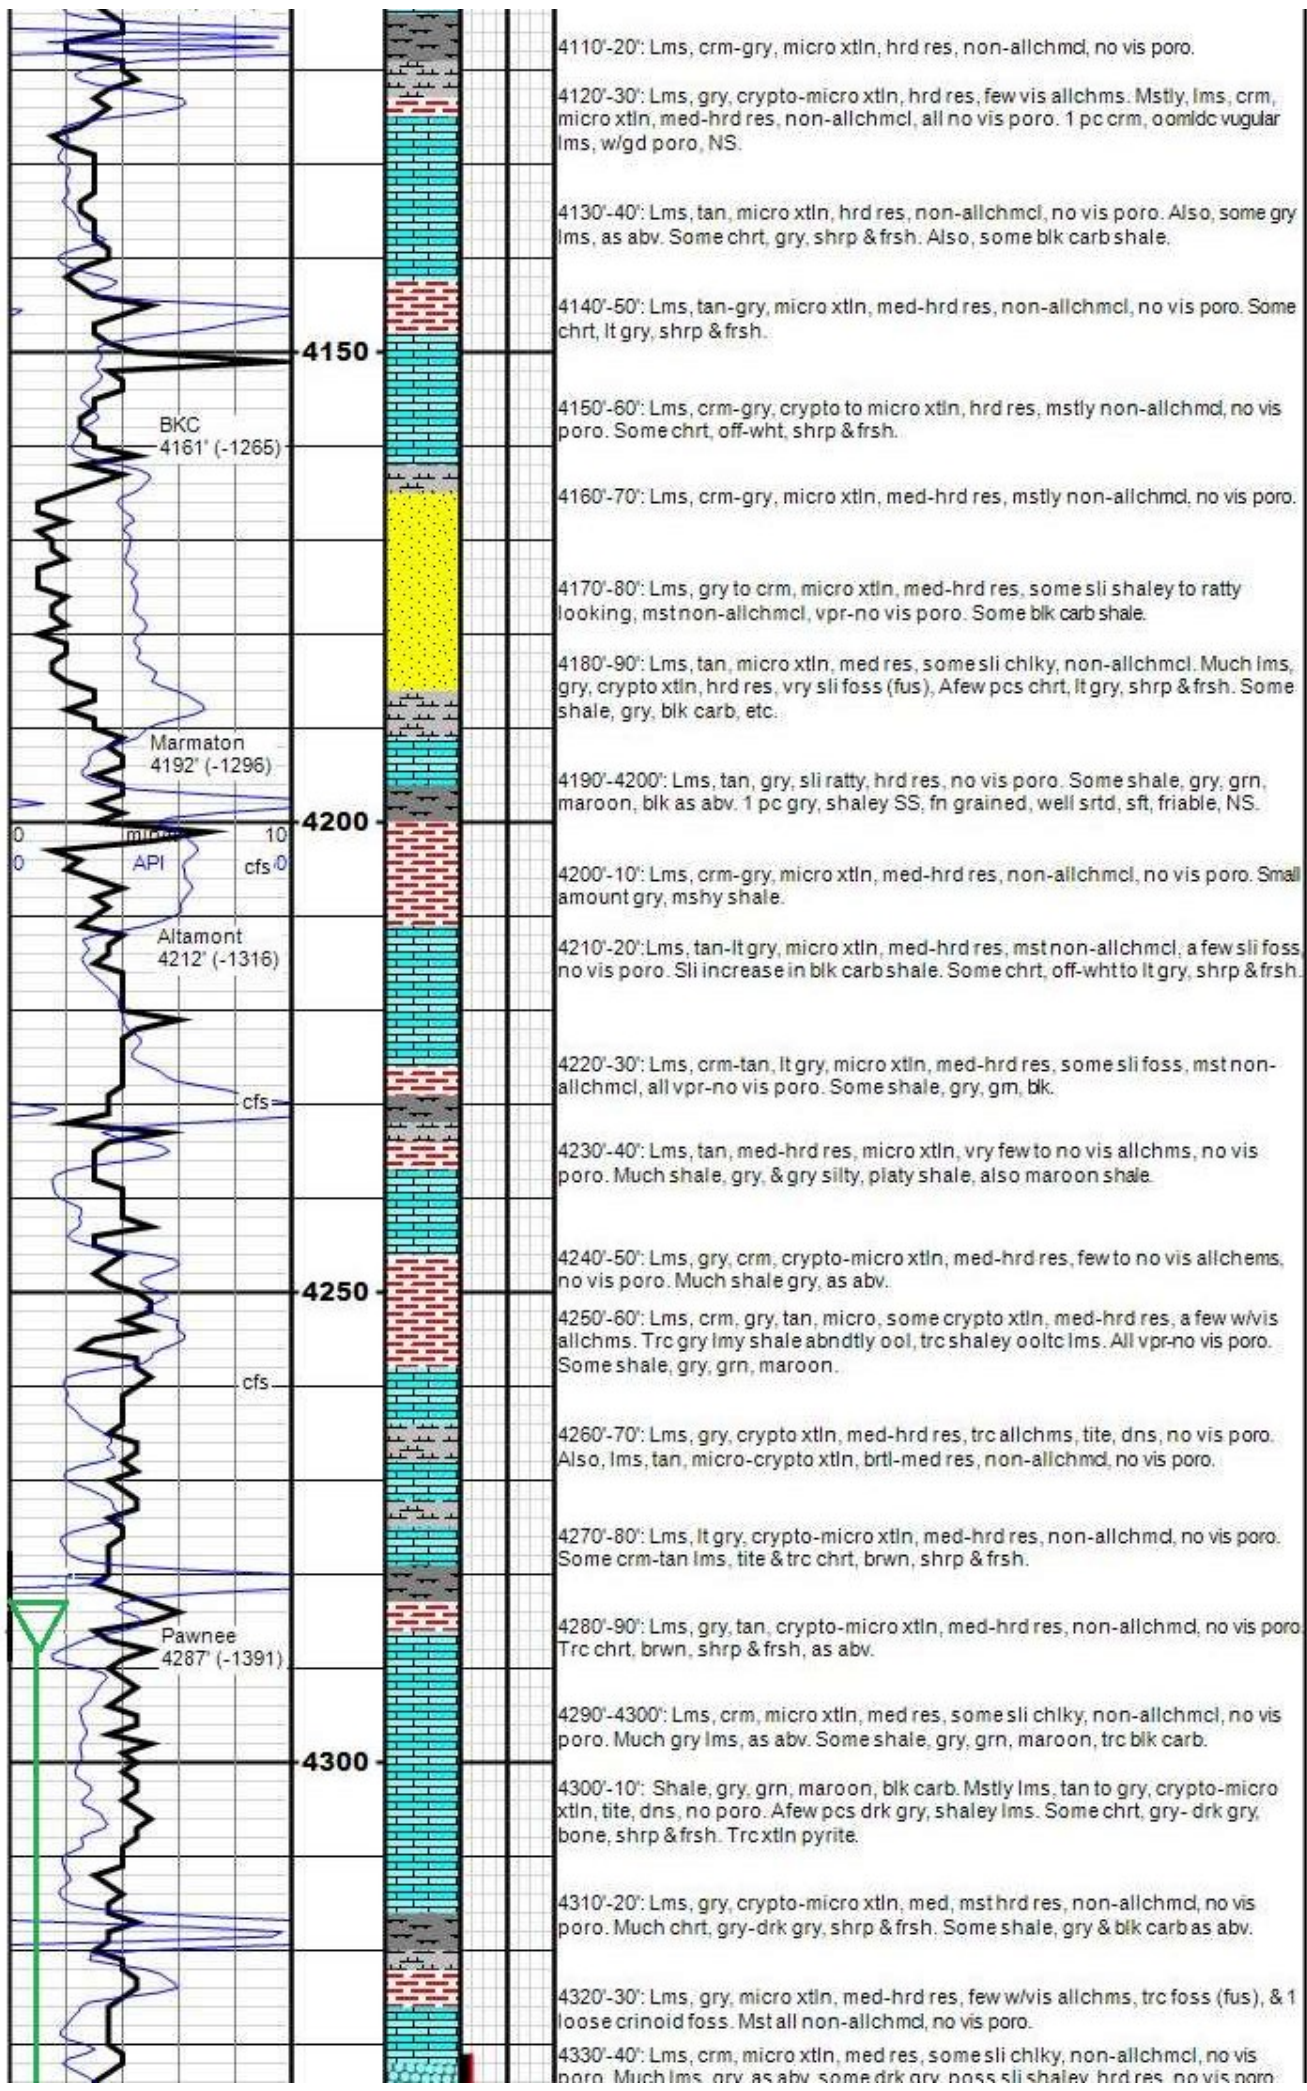 4110'-20': Lms, crm-gry, micro xtln, hrd res, non-allchmcl, no vis poro.
4120'-30': Lms, gry, crypto-micro xtln, hrd res, few vis allchms. Mstly, lms, crm,
micro xtln, med-hrd res, non-allchmcl, all no vis poro. 1 pc crm, oomldc vugular
lms, w/gd poro, NS.
4130'-40': Lms, tan, micro xtln, hrd res, non-allchmcl, no vis poro. Also, some gry
lms, as abv. Some chrt, gry, shrp & frsh. Also, some blk carb shale.
4140'-50': Lms, tan-gry, micro xtln, med-hrd res, non-allchmcl, no vis poro. Some
chrt, lt gry, shrp & frsh.
4150
4150'-60': Lms, crm-gry, crypto to micro xtln, hrd res, mstly non-allchmcl, no vis
poro. Some chrt, off-wht, shrp & frsh.
BKC
4161' (-1265)
4160'-70': Lms, crm-gry, micro xtln, med-hrd res, mstly non-allchmcl, no vis poro.
4170'-80': Lms, gry to crm, micro xtln, med-hrd res, some sli shaley to ratty
looking, mst non-allchmcl, vpr-no vis poro. Some blk carb shale.
4180'-90': Lms, tan, micro xtln, med res, some sli chlky, non-allchmcl. Much lms,
gry, crypto xtln, hrd res, vry sli foss (fus), Afew pcs chrt, lt gry, shrp & frsh. Some
shale, gry, blk carb, etc.
Marmaton
4192' (-1296)
4190'-4200': Lms, tan, gry, sli ratty, hrd res, no vis poro. Some shale, gry, grn,
maroon, blk as abv. 1 pc gry, shaley SS, fn grained, well srtd, sft, friable, NS.
4200
0 10
0 API cfs 0
4200'-10': Lms, crm-gry, micro xtln, med-hrd res, non-allchmcl, no vis poro. Small
amount gry, mshy shale.
Altamont
4212' (-1316)
4210'-20':Lms, tan-lt gry, micro xtln, med-hrd res, mst non-allchmcl, a few sli foss,
no vis poro. Sli increase in blk carb shale. Some chrt, off-wht to lt gry, shrp & frsh.
4220'-30': Lms, crm-tan, lt gry, micro xtln, med-hrd res, some sli foss, mst non-
allchmcl, all vpr-no vis poro. Some shale, gry, grn, blk.
cfs
4230'-40': Lms, tan, med-hrd res, micro xtln, vry few to no vis allchms, no vis
poro. Much shale, gry, & gry silty, platy shale, also maroon shale.
4240'-50': Lms, gry, crm, crypto-micro xtln, med-hrd res, few to no vis allchems,
no vis poro. Much shale gry, as abv.
4250
4250'-60': Lms, crm, gry, tan, micro, some crypto xtln, med-hrd res, a few w/vis
allchms. Trc gry lmy shale abndtly ool, trc shaley ooltc lms. All vpr-no vis poro.
Some shale, gry, grn, maroon.
cfs
4260'-70': Lms, gry, crypto xtln, med-hrd res, trc allchms, tite, dns, no vis poro.
Also, lms, tan, micro-crypto xtln, brtl-med res, non-allchmcl, no vis poro.
4270'-80': Lms, lt gry, crypto-micro xtln, med-hrd res, non-allchmcl, no vis poro.
Some crm-tan lms, tite & trc chrt, brwn, shrp & frsh.
Pawnee
4287' (-1391)
4280'-90': Lms, gry, tan, crypto-micro xtln, med-hrd res, non-allchmcl, no vis poro.
Trc chrt, brwn, shrp & frsh, as abv.
4290'-4300': Lms, crm, micro xtln, med res, some sli chlky, non-allchmcl, no vis
poro. Much gry lms, as abv. Some shale, gry, grn, maroon, trc blk carb.
4300
4300'-10': Shale, gry, grn, maroon, blk carb. Mstly lms, tan to gry, crypto-micro
xtln, tite, dns, no poro. Afew pcs drk gry, shaley lms. Some chrt, gry- drk gry,
bone, shrp & frsh. Trc xtln pyrite.
4310'-20': Lms, gry, crypto-micro xtln, med, mst hrd res, non-allchmcl, no vis
poro. Much chrt, gry-drk gry, shrp & frsh. Some shale, gry & blk carb as abv.
4320'-30': Lms, gry, micro xtln, med-hrd res, few w/vis allchms, trc foss (fus), & 1
loose crinoid foss. Mst all non-allchmcl, no vis poro.
4330'-40': Lms, crm, micro xtln, med res, some sli chlky, non-allchmcl, no vis
poro. Much lms, gry, as abv, some drk gry, poss sli shaley, hrd res, no vis poro.